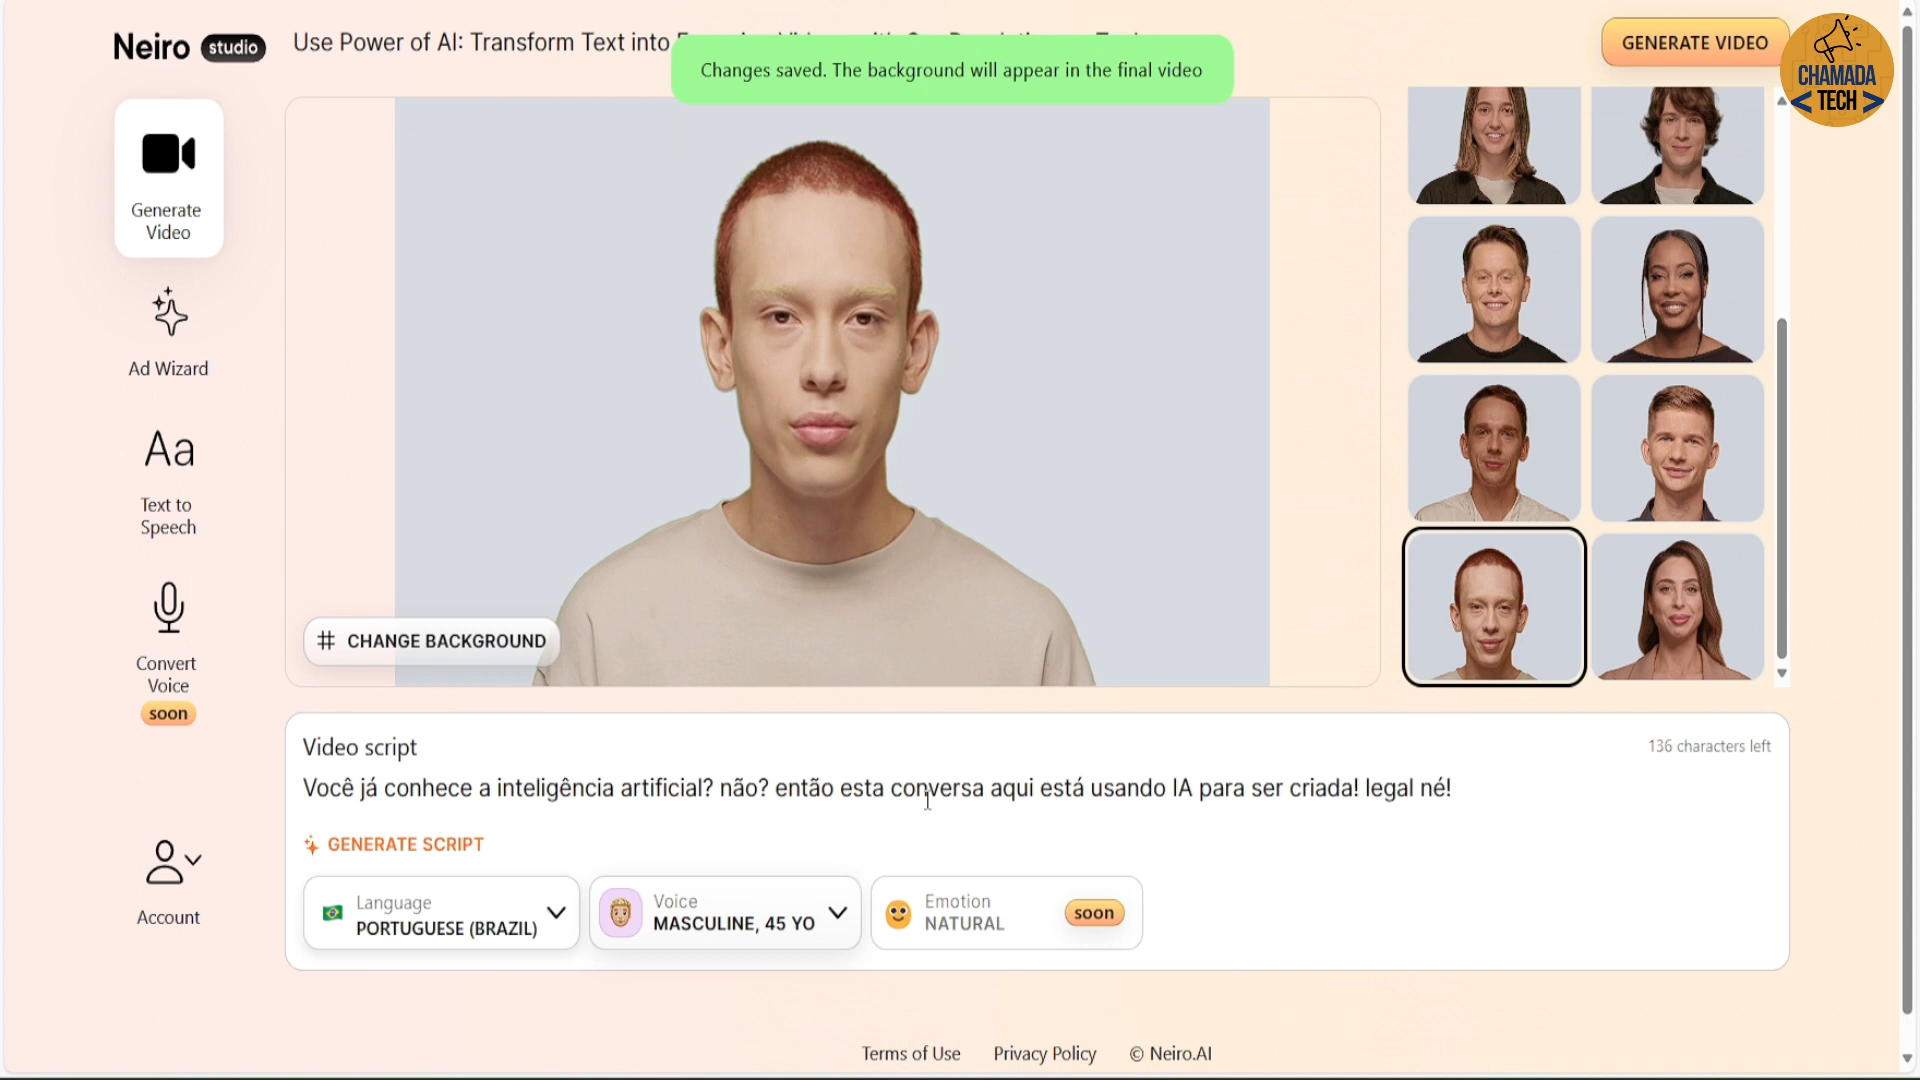 Neiro studio
Use Power of AI: Transform Text into
Changes saved. The background will appear in the final video
GENERATE VIDEO
CHAMADA
< TECH >
Generate
Video
Ad Wizard
Aa
Text to
Speech
Convert
Voice
soon
Account
# CHANGE BACKGROUND
Video script
136 characters left
Você já conhece a inteligência artificial? não? então esta conversa aqui está usando IA para ser criada! legal né!
GENERATE SCRIPT
Language
PORTUGUESE (BRAZIL)
Voice
MASCULINE, 45 YO
Emotion
NATURAL
soon
Terms of Use
Privacy Policy
© Neiro.AI